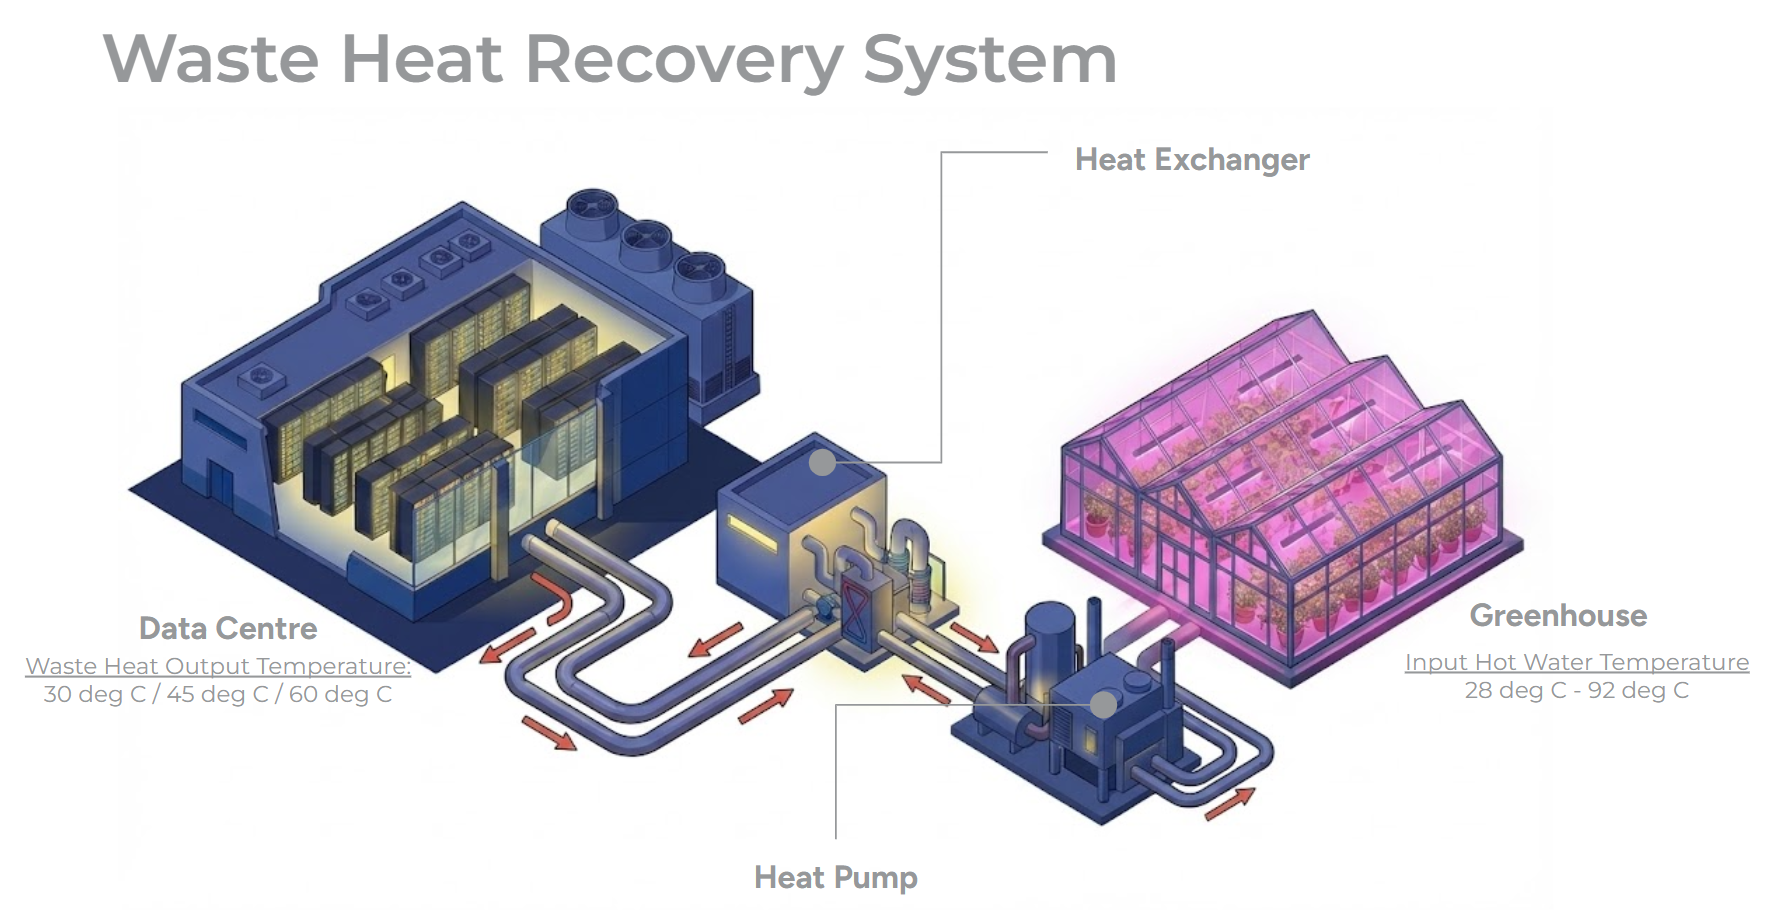 Waste Heat Recovery System
Heat Exchanger
Data Centre
Waste Heat Output Temperature:
30 deg C / 45 deg C / 60 deg C
Greenhouse
Input Hot Water Temperature
28 deg C - 92 deg C
Heat Pump